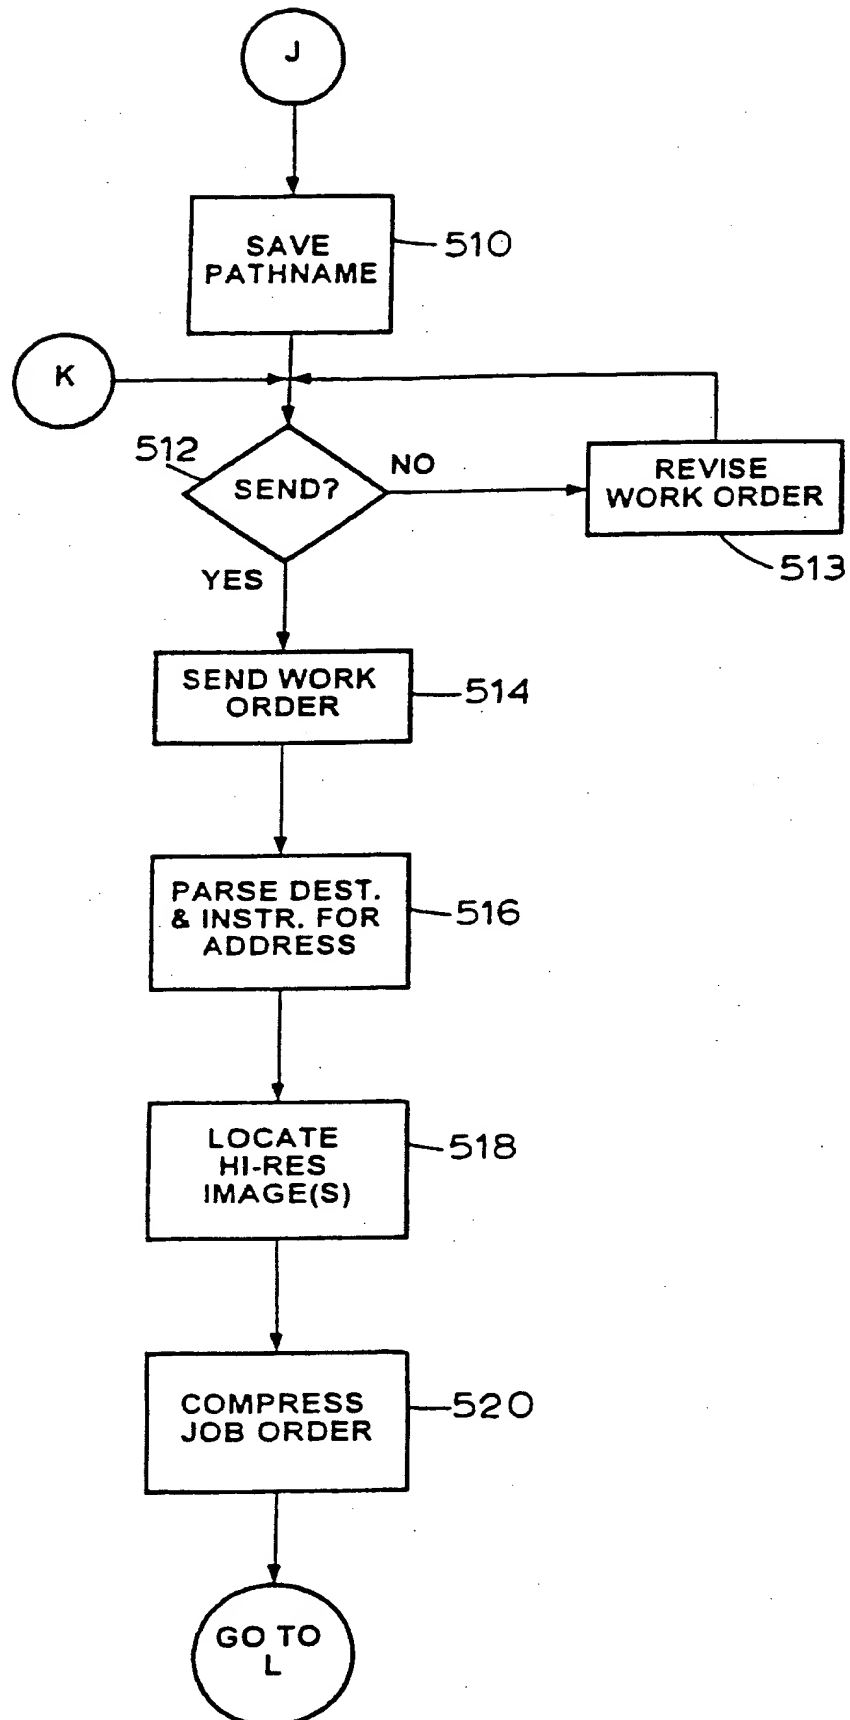 J
SAVE
PATHNAME
510
K
512
SEND?
NO
REVISE
WORK ORDER
513
YES
SEND WORK
ORDER
514
PARSE DEST.
& INSTR. FOR
ADDRESS
516
LOCATE
HI-RES
IMAGE(S)
518
COMPRESS
JOB ORDER
520
GO TO
L